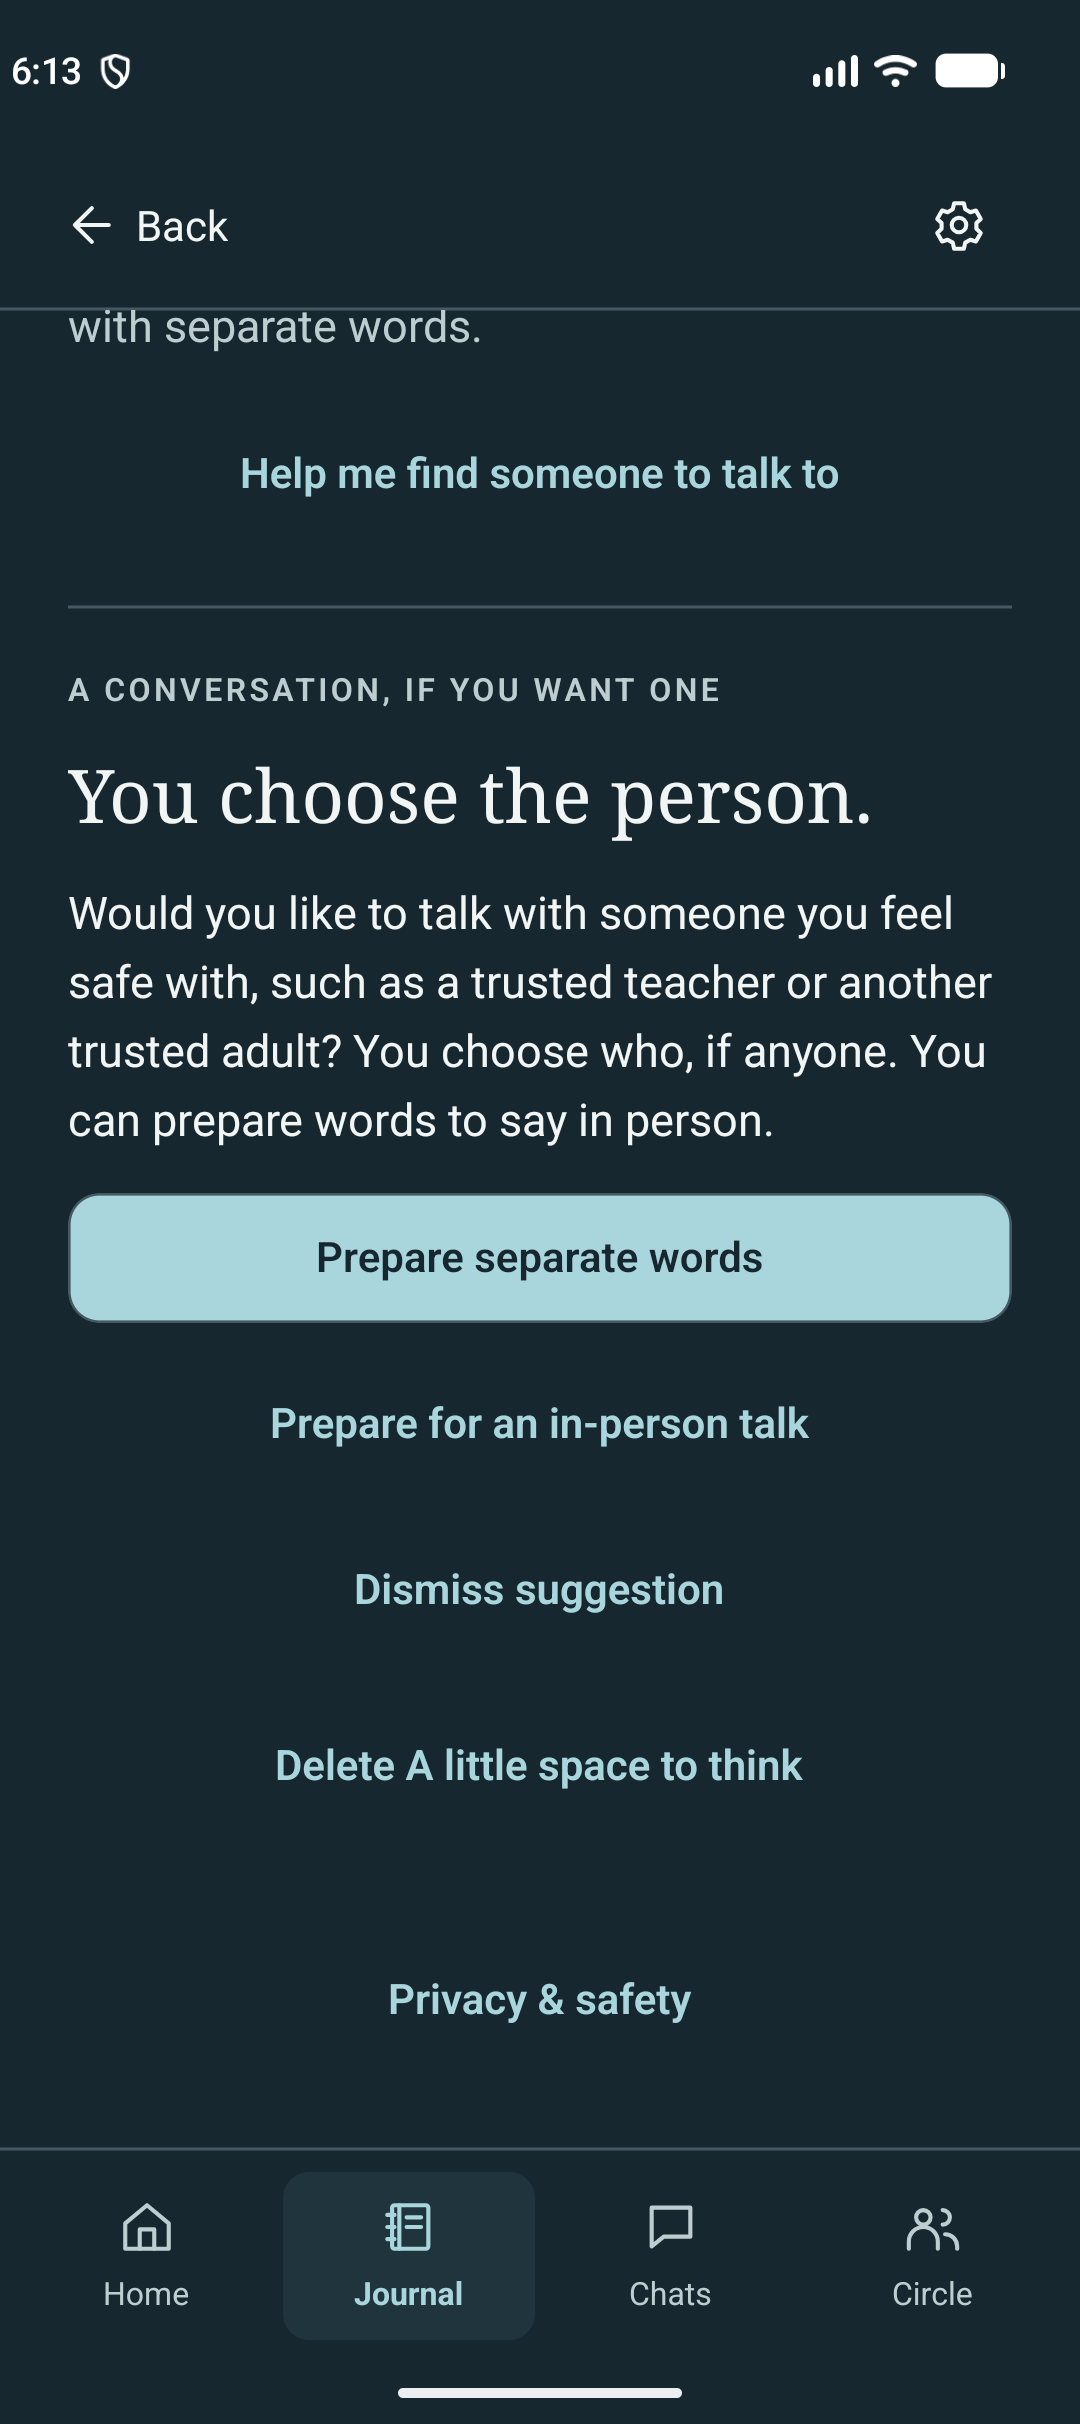 6:13
Back
with separate words.
Help me find someone to talk to
A CONVERSATION, IF YOU WANT ONE
You choose the person.
Would you like to talk with someone you feel
safe with, such as a trusted teacher or another
trusted adult? You choose who, if anyone. You
can prepare words to say in person.
Prepare separate words
Prepare for an in-person talk
Dismiss suggestion
Delete A little space to think
Privacy & safety
Home Journal Chats Circle